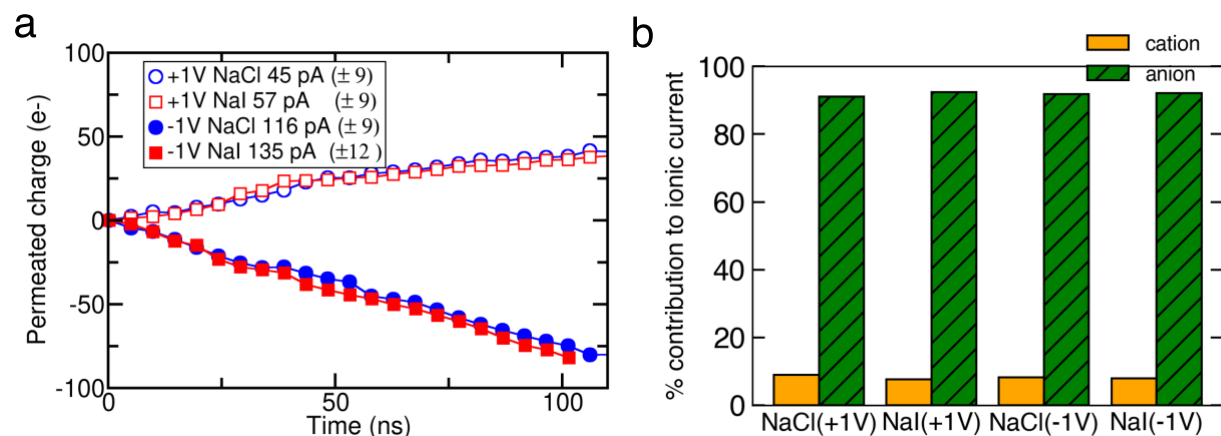 a
Permeated charge (e-)
100
50
0
-50
-100
+1V NaCl 45 pA (± 9)
+1V NaI 57 pA (± 9)
-1V NaCl 116 pA (± 9)
-1V NaI 135 pA (±12 )
0
50
100
Time (ns)
b
cation
anion
% contribution to ionic current
100
80
60
40
20
0
NaCl(+1V)
NaI(+1V)
NaCl(-1V)
NaI(-1V)